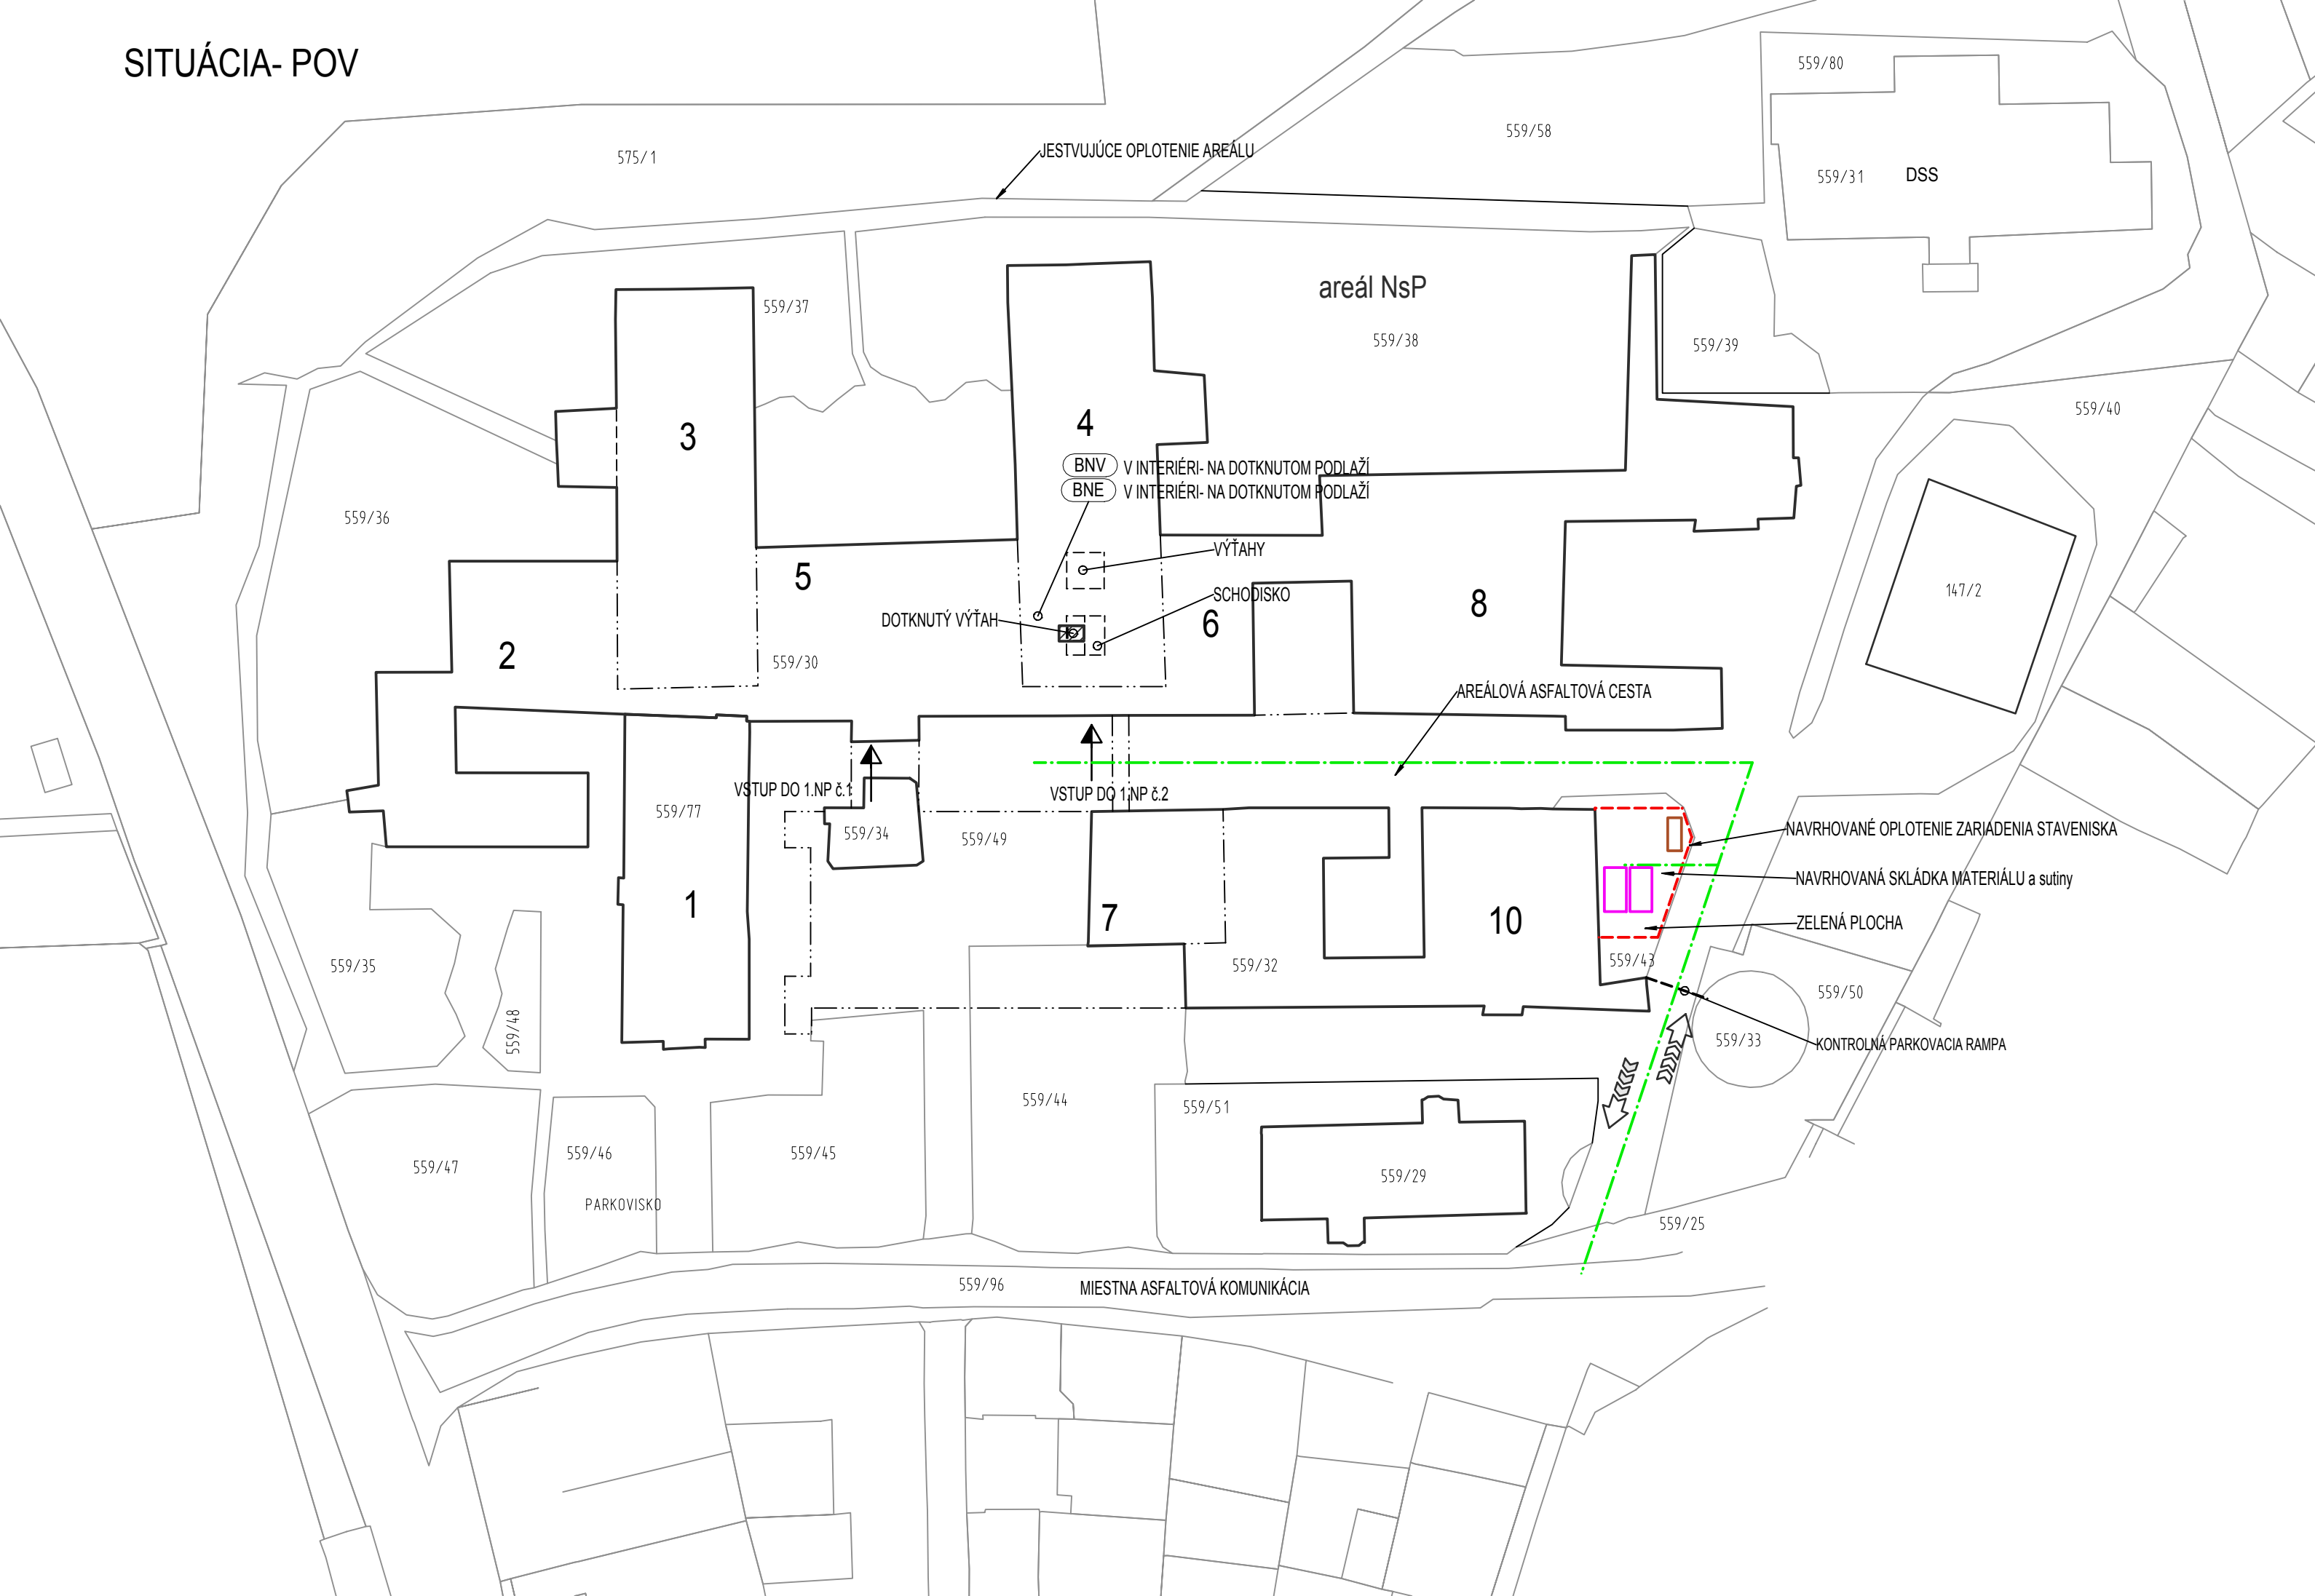 SITUÁCIA- POV
559/80
575/1
JESTVUJÚCE OPLOTENIE AREÁLU
559/58
559/31
DSS
areál NsP
559/37
559/38
559/39
559/40
3
4
BNV V INTERIÉRI- NA DOTKNUTOM PODLAŽÍ
BNE V INTERIÉRI- NA DOTKNUTOM PODLAŽÍ
559/36
VÝŤAHY
5
SCHODISKO
8
147/2
DOTKNUTÝ VÝŤAH
6
2
559/30
AREÁLOVÁ ASFALTOVÁ CESTA
VSTUP DO 1.NP č.1
VSTUP DO 1.NP č.2
559/77
559/34
559/49
NAVRHOVANÉ OPLOTENIE ZARIADENIA STAVENISKA
NAVRHOVANÁ SKLÁDKA MATERIÁLU a sutiny
1
7
10
ZELENÁ PLOCHA
559/35
559/32
559/43
559/50
559/48
559/33
KONTROLNÁ PARKOVACIA RAMPA
559/44
559/51
559/47
559/46
559/45
559/29
PARKOVISKO
559/25
559/96
MIESTNA ASFALTOVÁ KOMUNIKÁCIA